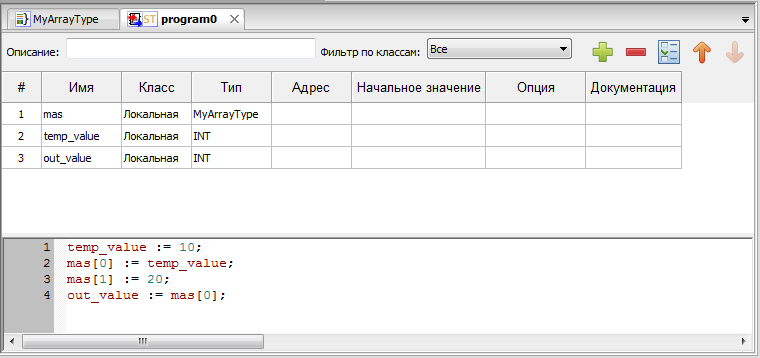 MyArrayType ST program0
Описание: Фильтр по классам: Все
# Имя Класс Тип Адрес Начальное значение Опция Документация
1 mas Локальная MyArrayType
2 temp_value Локальная INT
3 out_value Локальная INT
1 temp_value := 10;
2 mas[0] := temp_value;
3 mas[1] := 20;
4 out_value := mas[0];